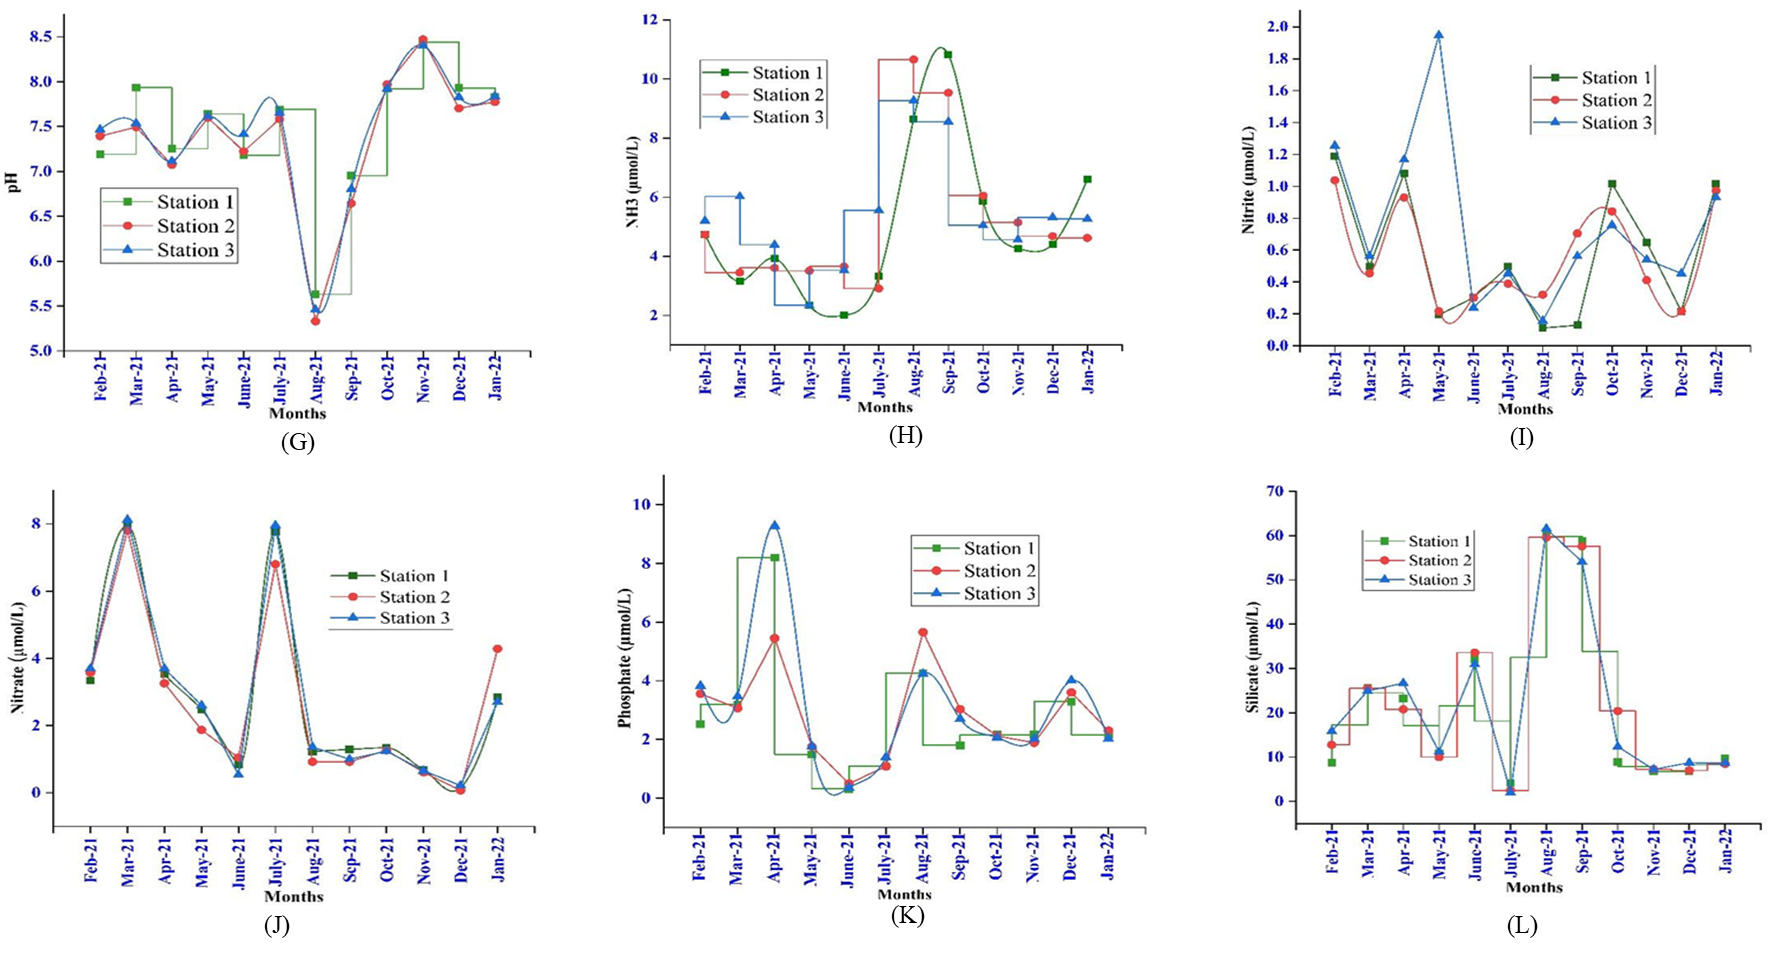 8.5
8.0
7.5
7.0
6.5
6.0
5.5
5.0
pH
Station 1
Station 2
Station 3
Feb-21
Mar-21
Apr-21
May-21
June-21
July-21
Aug-21
Sep-21
Oct-21
Nov-21
Dec-21
Jan-22
Months
(G)
12
10
8
6
4
2
NH3 (μmol/L)
Station 1
Station 2
Station 3
Feb-21
Mar-21
Apr-21
May-21
June-21
July-21
Aug-21
Sep-21
Oct-21
Nov-21
Dec-21
Jan-22
Months
(H)
2.0
1.8
1.6
1.4
1.2
1.0
0.8
0.6
0.4
0.2
0.0
Nitrite (μmol/L)
Station 1
Station 2
Station 3
Feb-21
Mar-21
Apr-21
May-21
June-21
July-21
Aug-21
Sep-21
Oct-21
Nov-21
Dec-21
Jan-22
Months
(I)
8
6
4
2
0
Nitrate (μmol/L)
Station 1
Station 2
Station 3
Feb-21
Mar-21
Apr-21
May-21
June-21
July-21
Aug-21
Sep-21
Oct-21
Nov-21
Dec-21
Jan-22
Months
(J)
10
8
6
4
2
0
Phosphate (μmol/L)
Station 1
Station 2
Station 3
Feb-21
Mar-21
Apr-21
May-21
June-21
July-21
Aug-21
Sep-21
Oct-21
Nov-21
Dec-21
Jan-22
Months
(K)
70
60
50
40
30
20
10
0
Silicate (μmol/L)
Station 1
Station 2
Station 3
Feb-21
Mar-21
Apr-21
May-21
June-21
July-21
Aug-21
Sep-21
Oct-21
Nov-21
Dec-21
Jan-22
Months
(L)